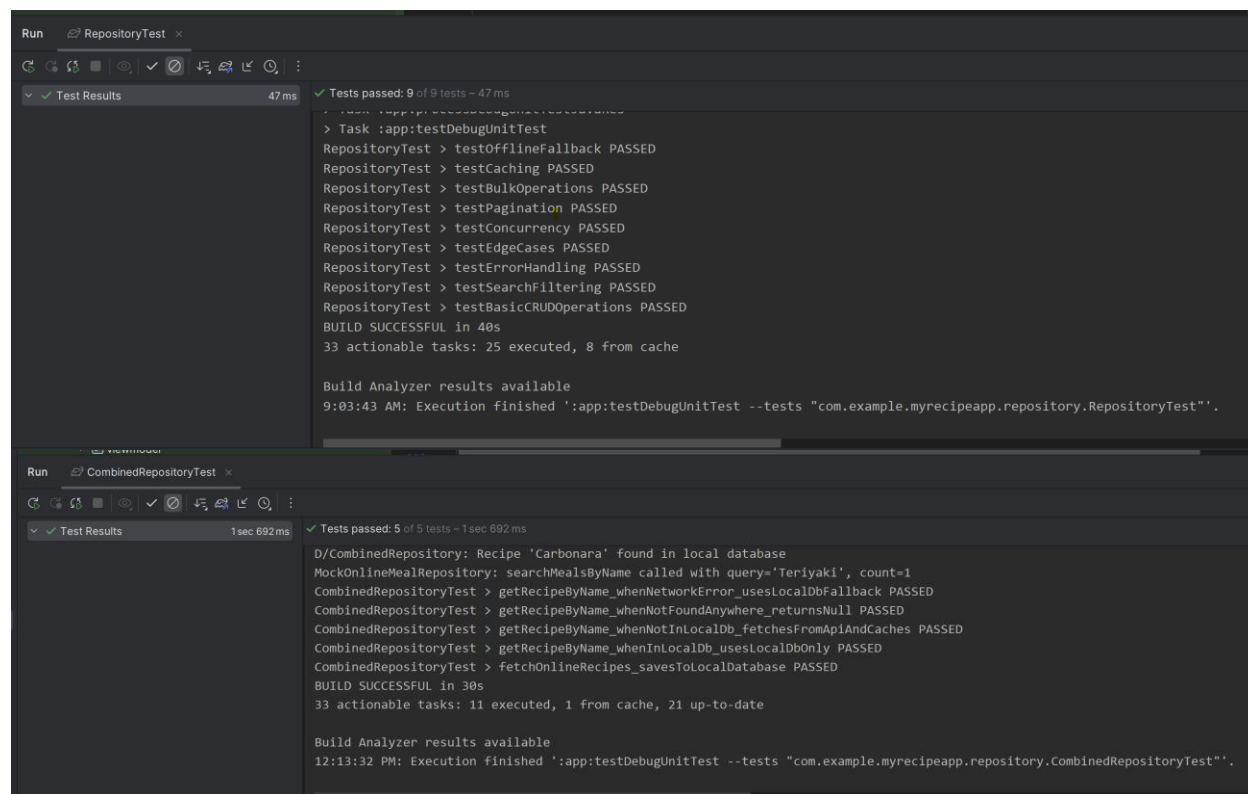 Run RepositoryTest ×
Test Results 47 ms
Tests passed: 9 of 9 tests – 47 ms
> Task :app:testDebugUnitTest
RepositoryTest > testOfflineFallback PASSED
RepositoryTest > testCaching PASSED
RepositoryTest > testBulkOperations PASSED
RepositoryTest > testPagination PASSED
RepositoryTest > testConcurrency PASSED
RepositoryTest > testEdgeCases PASSED
RepositoryTest > testErrorHandling PASSED
RepositoryTest > testSearchFiltering PASSED
RepositoryTest > testBasicCRUDOperations PASSED
BUILD SUCCESSFUL in 40s
33 actionable tasks: 25 executed, 8 from cache
Build Analyzer results available
9:03:43 AM: Execution finished ':app:testDebugUnitTest --tests "com.example.myrecipeapp.repository.RepositoryTest"'.
Run CombinedRepositoryTest ×
Test Results 1 sec 692 ms
Tests passed: 5 of 5 tests – 1 sec 692 ms
D/CombinedRepository: Recipe 'Carbonara' found in local database
MockOnlineMealRepository: searchMealsByName called with query='Teriyaki', count=1
CombinedRepositoryTest > getRecipeByName_whenNetworkError_usesLocalDbFallback PASSED
CombinedRepositoryTest > getRecipeByName_whenNotFoundAnywhere_returnsNull PASSED
CombinedRepositoryTest > getRecipeByName_whenNotInLocalDb_fetchesFromApiAndCaches PASSED
CombinedRepositoryTest > getRecipeByName_whenInLocalDb_usesLocalDbOnly PASSED
CombinedRepositoryTest > fetchOnlineRecipes_savesToLocalDatabase PASSED
BUILD SUCCESSFUL in 30s
33 actionable tasks: 11 executed, 1 from cache, 21 up-to-date
Build Analyzer results available
12:13:32 PM: Execution finished ':app:testDebugUnitTest --tests "com.example.myrecipeapp.repository.CombinedRepositoryTest"'.